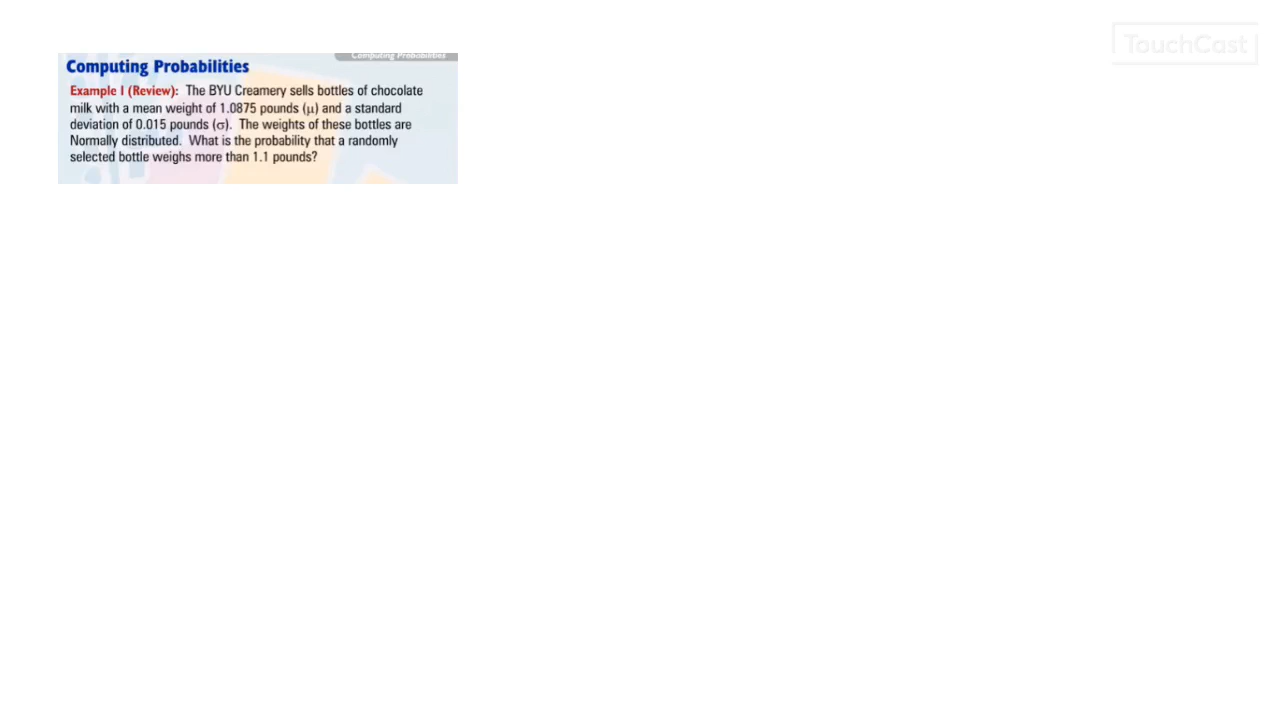 TouchCast
Computing Probabilities
Computing Probabilities
Example I (Review): The BYU Creamery sells bottles of chocolate
milk with a mean weight of 1.0875 pounds (μ) and a standard
deviation of 0.015 pounds (σ). The weights of these bottles are
Normally distributed. What is the probability that a randomly
selected bottle weighs more than 1.1 pounds?